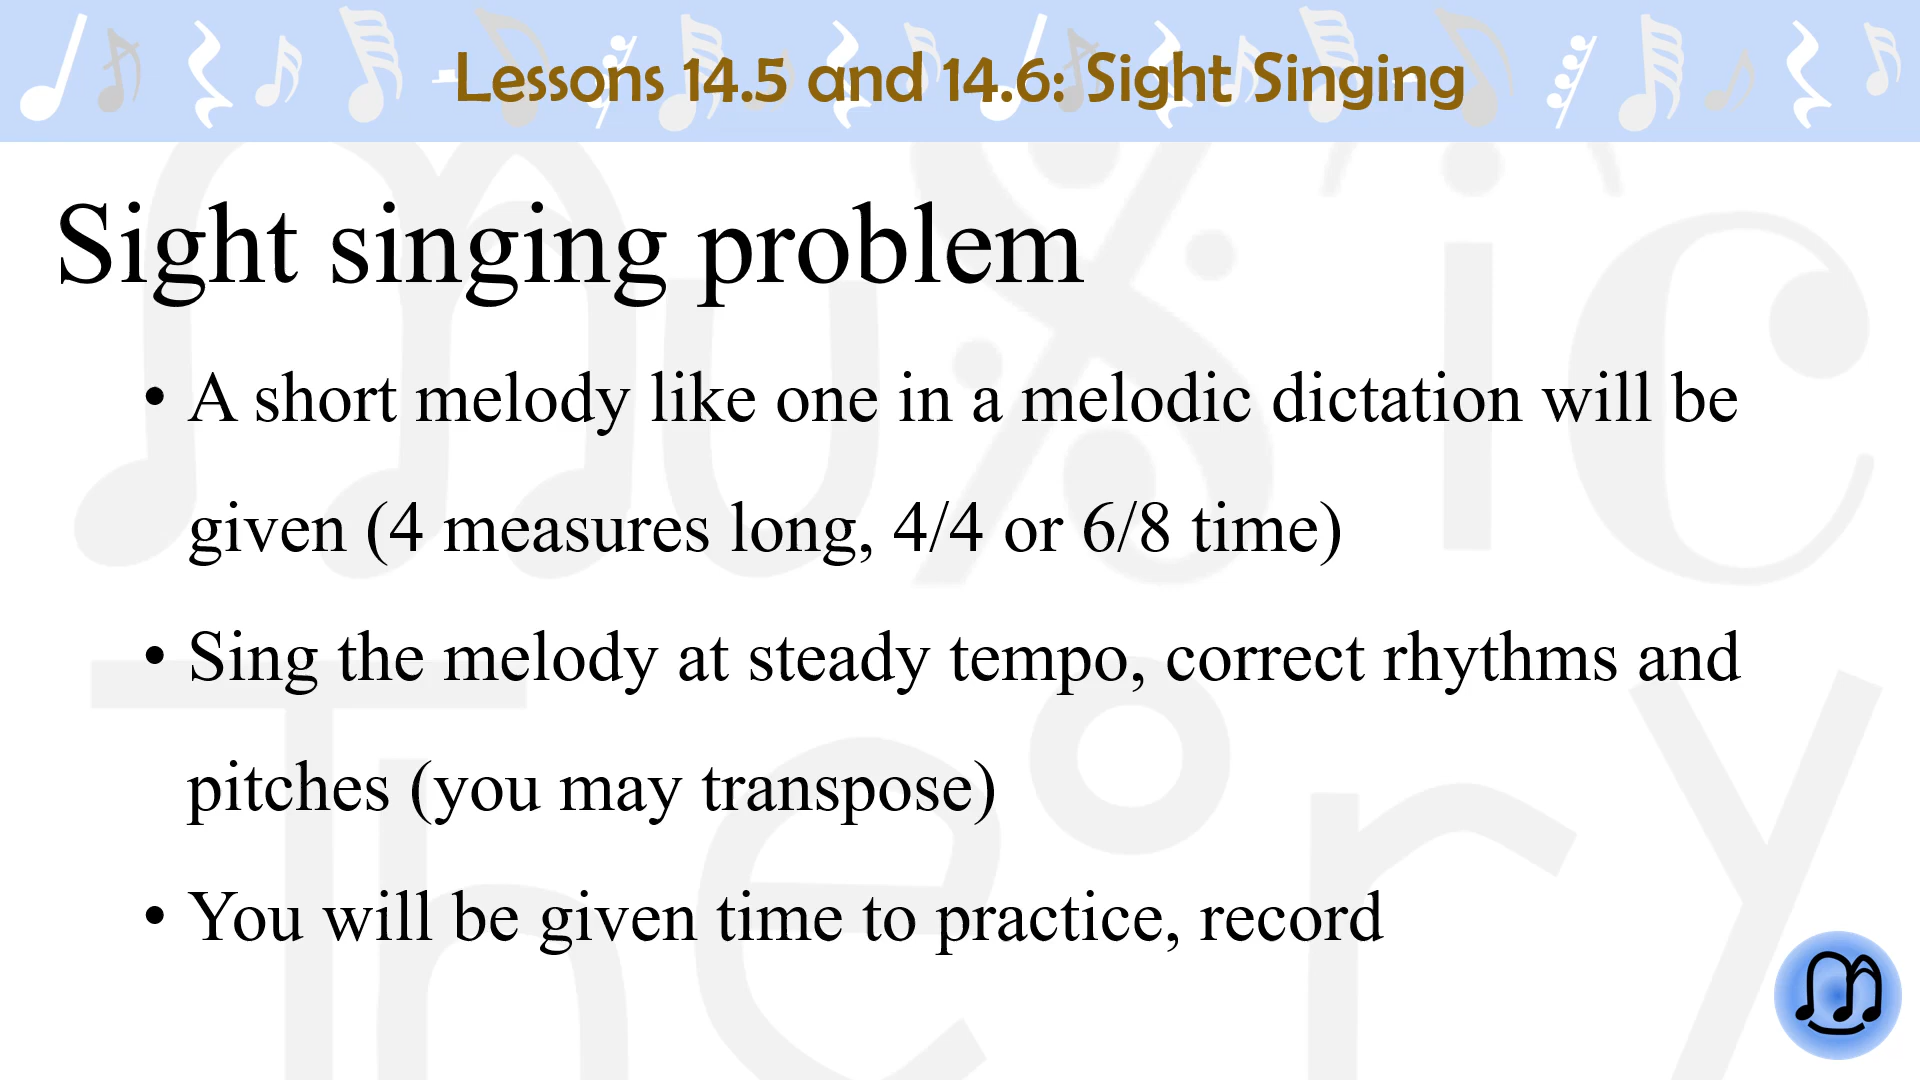 Lessons 14.5 and 14.6: Sight Singing
Sight singing problem
• A short melody like one in a melodic dictation will be
given (4 measures long, 4/4 or 6/8 time)
• Sing the melody at steady tempo, correct rhythms and
pitches (you may transpose)
• You will be given time to practice, record
music
Theory